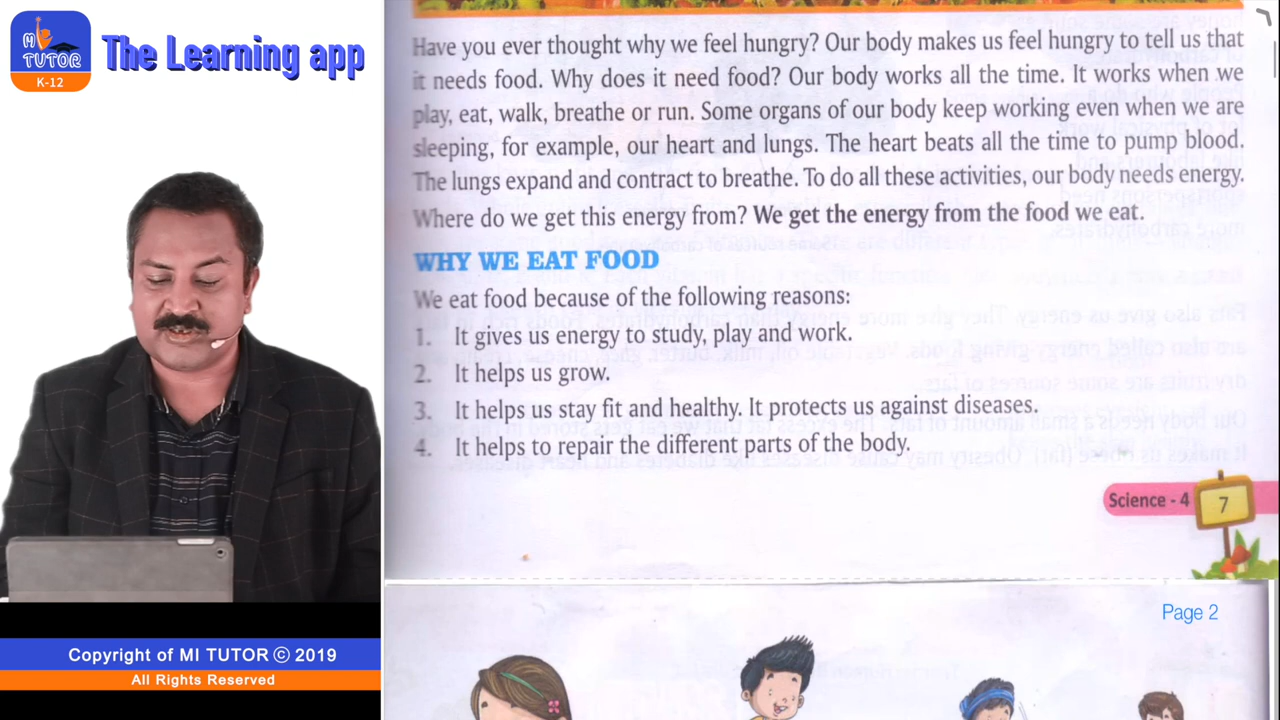 MI
TUTOR
K-12
The Learning app
Have you ever thought why we feel hungry? Our body makes us feel hungry to tell us that
it needs food. Why does it need food? Our body works all the time. It works when we
play, eat, walk, breathe or run. Some organs of our body keep working even when we are
sleeping, for example, our heart and lungs. The heart beats all the time to pump blood.
The lungs expand and contract to breathe. To do all these activities, our body needs energy.
Where do we get this energy from? We get the energy from the food we eat.
WHY WE EAT FOOD
We eat food because of the following reasons:
1. It gives us energy to study, play and work.
2. It helps us grow.
3. It helps us stay fit and healthy. It protects us against diseases.
4. It helps to repair the different parts of the body.
Science - 4
7
Page 2
Copyright of MI TUTOR © 2019
All Rights Reserved